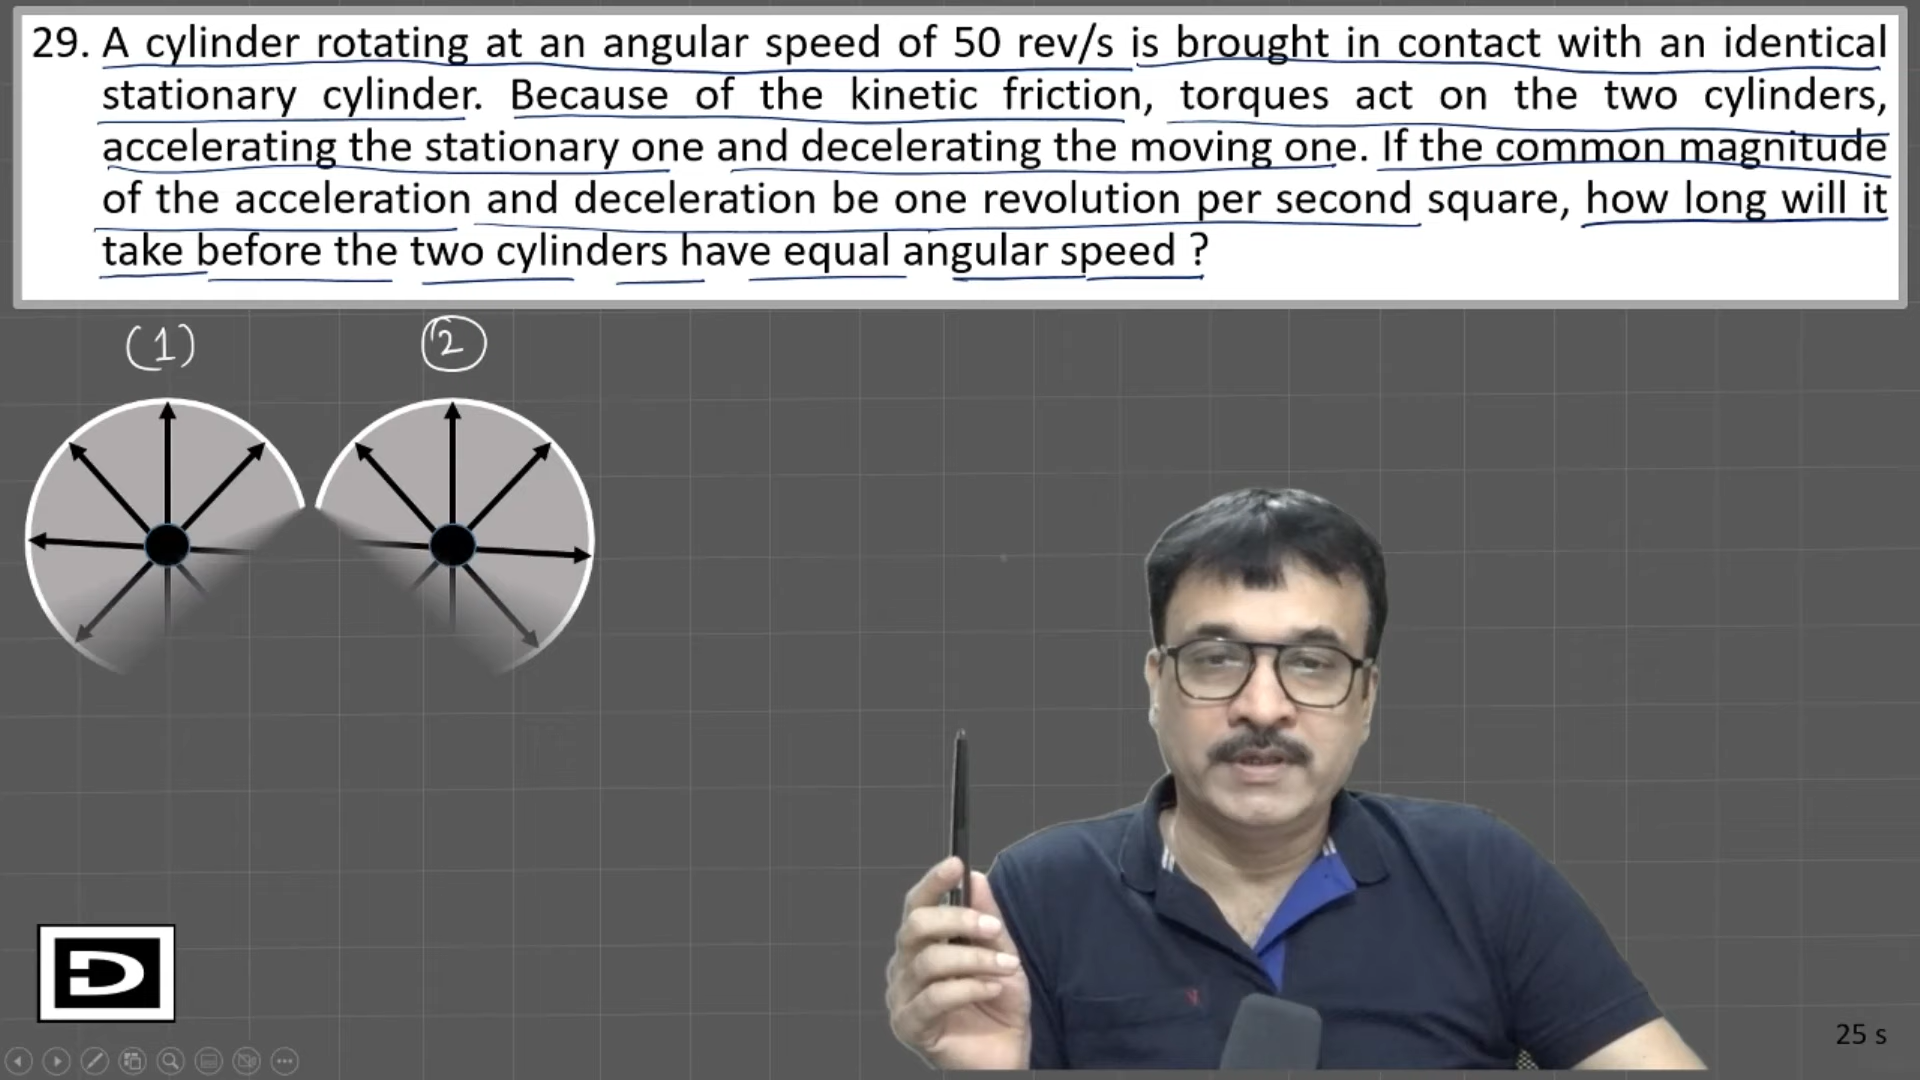 29. A cylinder rotating at an angular speed of 50 rev/s is brought in contact with an identical
stationary cylinder. Because of the kinetic friction, torques act on the two cylinders,
accelerating the stationary one and decelerating the moving one. If the common magnitude
of the acceleration and deceleration be one revolution per second square, how long will it
take before the two cylinders have equal angular speed ?
(1)
2
D
25 s